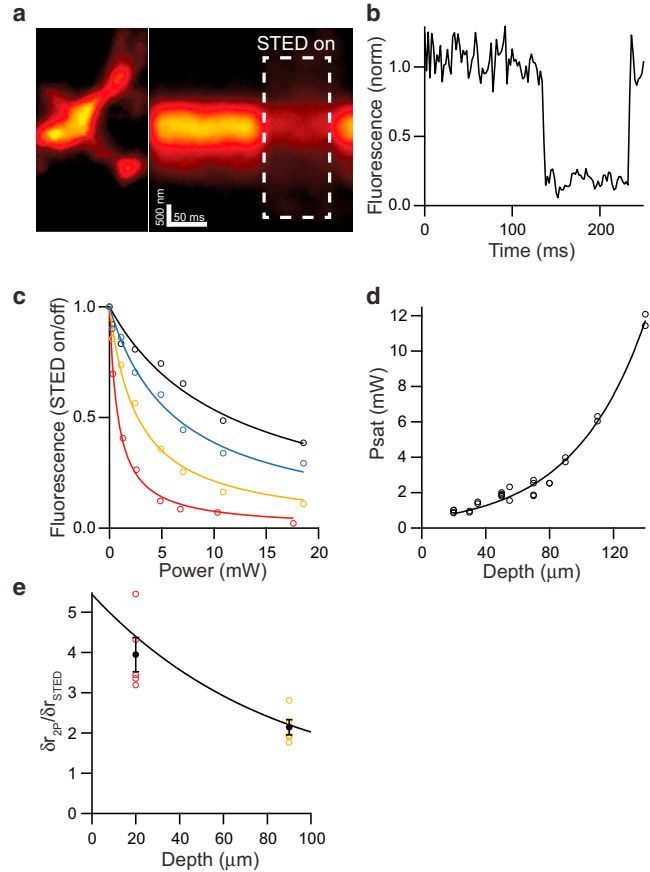 a
STED on
500 nm
50 ms
b
Fluorescence (norm)
1.0
0.5
0.0
0
100
200
Time (ms)
c
Fluorescence (STED on/off)
1.0
0.5
0.0
0
5
10
15
20
Power (mW)
d
Psat (mW)
12
10
8
6
4
2
0
0
40
80
120
Depth (μm)
e
δr2P/δrSTED
5
4
3
2
1
0
0
20
40
60
80
100
Depth (μm)